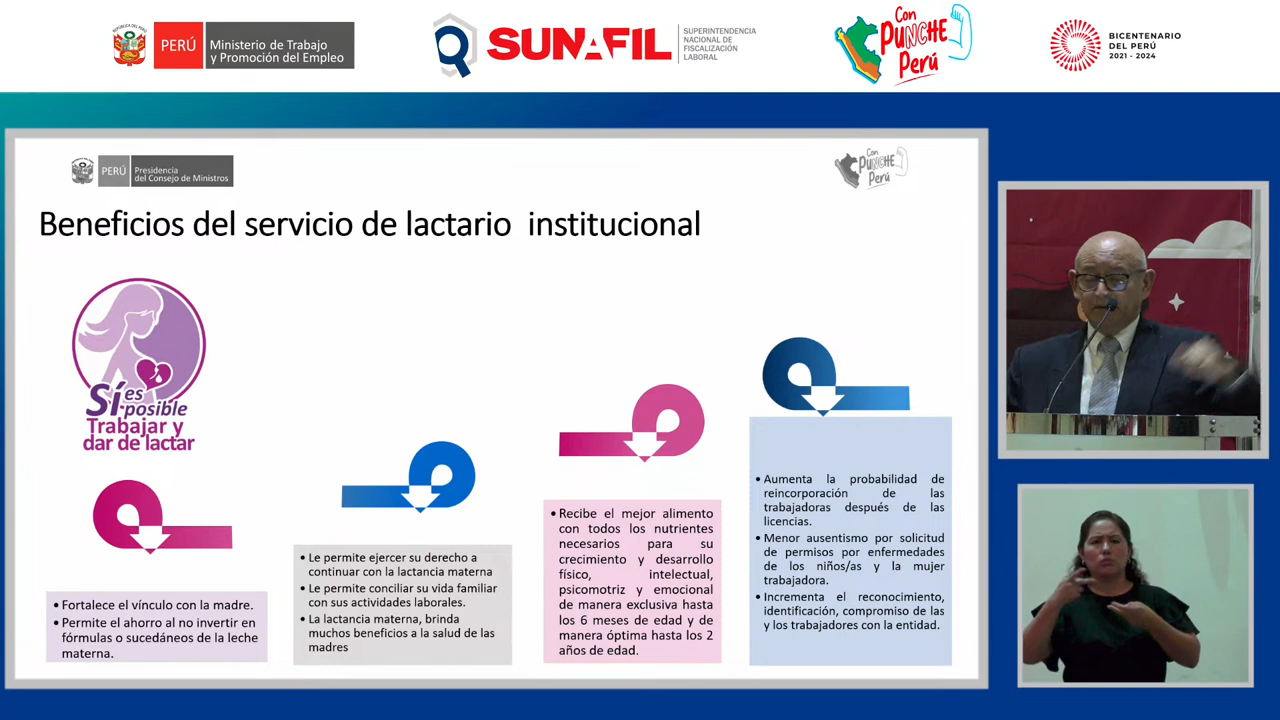 REPÚBLICA DEL PERÚ
PERÚ
Ministerio de Trabajo
y Promoción del Empleo
SUNAFIL
SUPERINTENDENCIA
NACIONAL DE
FISCALIZACIÓN
LABORAL
Con
PUNCHE
Perú
BICENTENARIO
DEL PERÚ
2021 - 2024
PERÚ
Presidencia
del Consejo de Ministros
Con
PUNCHE
Perú
Beneficios del servicio de lactario institucional
Sí es
posible
Trabajar y
dar de lactar
• Fortalece el vínculo con la madre.
• Permite el ahorro al no invertir en
fórmulas o sucedáneos de la leche
materna.
• Le permite ejercer su derecho a
continuar con la lactancia materna
• Le permite conciliar su vida familiar
con sus actividades laborales.
• La lactancia materna, brinda
muchos beneficios a la salud de las
madres
• Recibe el mejor alimento
con todos los nutrientes
necesarios para su
crecimiento y desarrollo
físico, intelectual,
psicomotriz y emocional
de manera exclusiva hasta
los 6 meses de edad y de
manera óptima hasta los 2
años de edad.
• Aumenta la probabilidad de
reincorporación de las
trabajadoras después de las
licencias.
• Menor ausentismo por solicitud
de permisos por enfermedades
de los niños/as y la mujer
trabajadora.
• Incrementa el reconocimiento,
identificación, compromiso de las
y los trabajadores con la entidad.